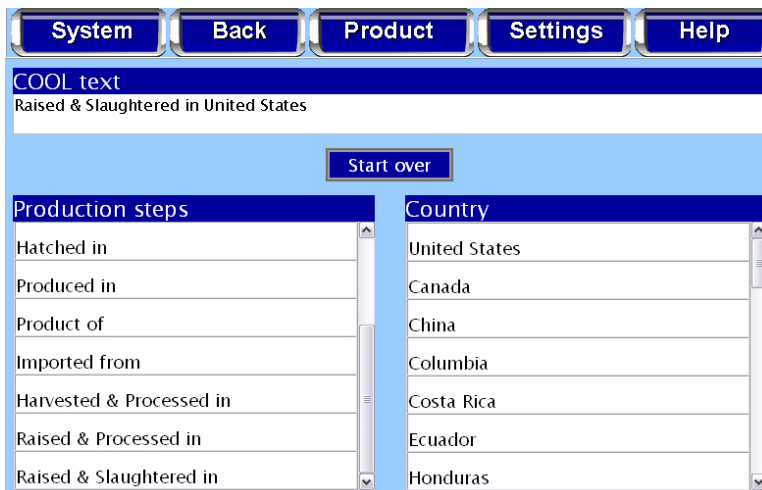 System Back Product Settings Help
COOL text
Raised & Slaughtered in United States
Start over
Production steps
Hatched in
Produced in
Product of
Imported from
Harvested & Processed in
Raised & Processed in
Raised & Slaughtered in
Country
United States
Canada
China
Columbia
Costa Rica
Ecuador
Honduras